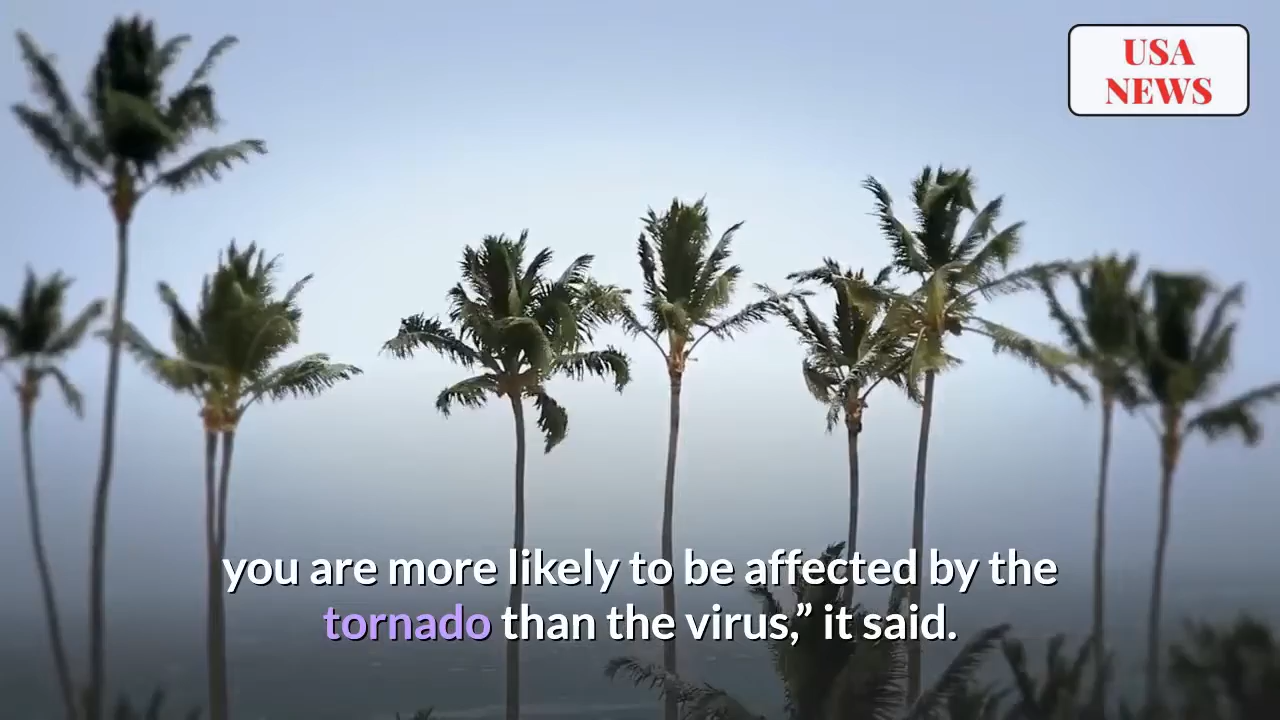 USA
NEWS
you are more likely to be affected by the
tornado than the virus,” it said.